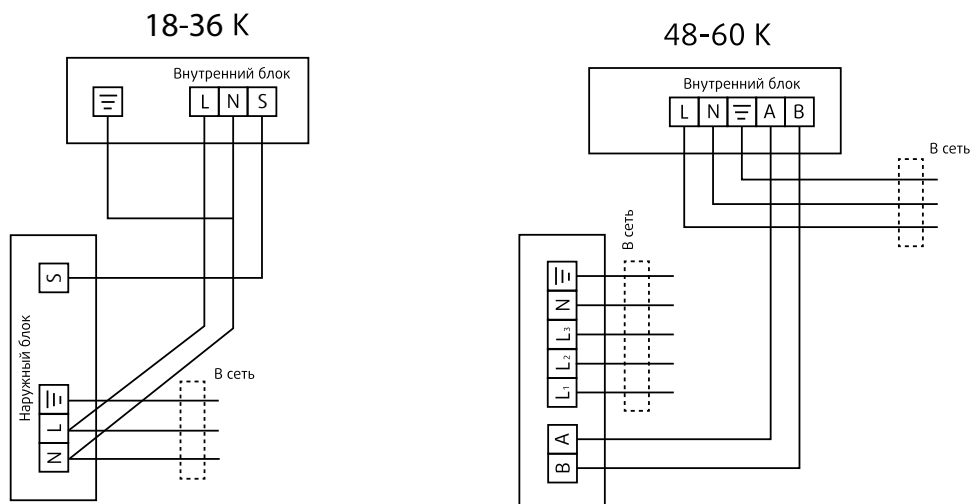 18-36 К
Внутренний блок
L N S
S
Наружный блок
В сеть
L
N
48-60 К
Внутренний блок
L N A B
В сеть
В сеть
N
L3
L2
L1
A
B